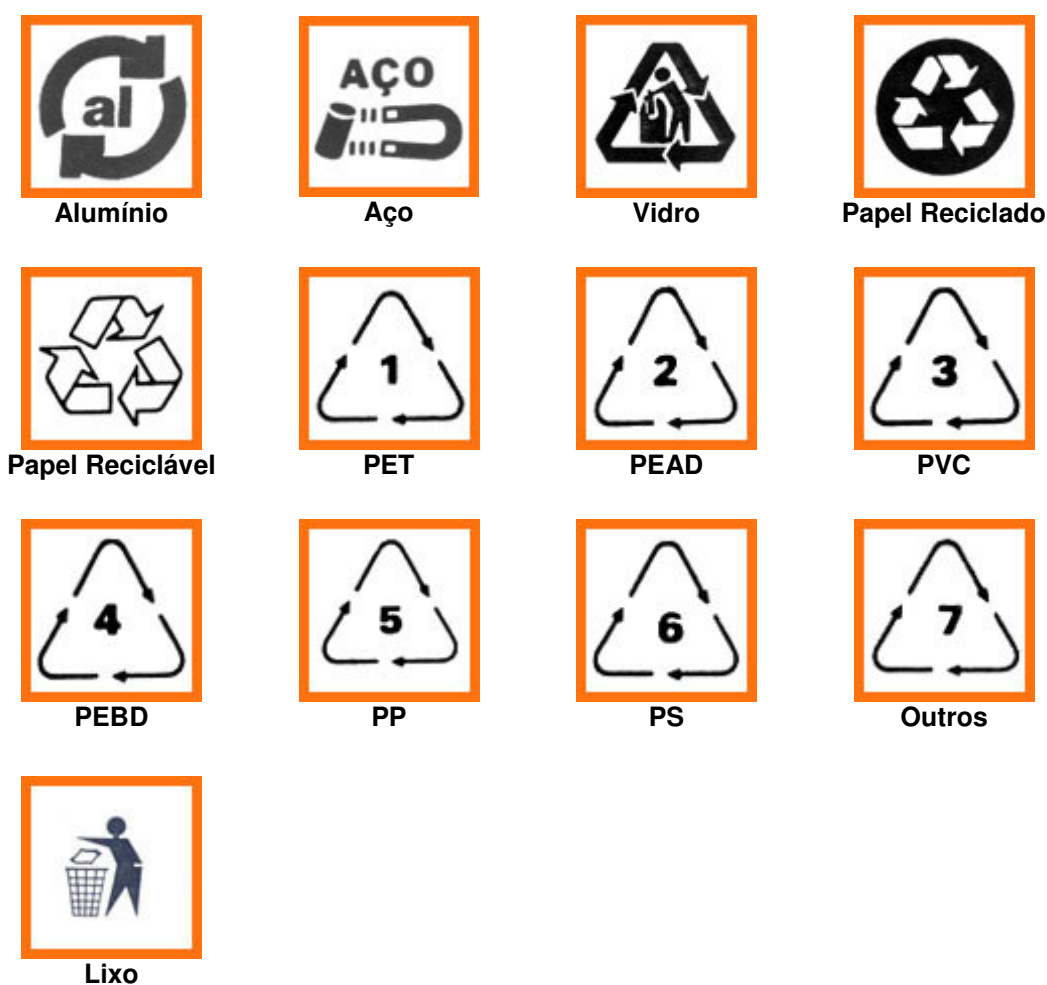 al
Alumínio
AÇO
Aço
Vidro
Papel Reciclado
Papel Reciclável
1
PET
2
PEAD
3
PVC
4
PEBD
5
PP
6
PS
7
Outros
Lixo